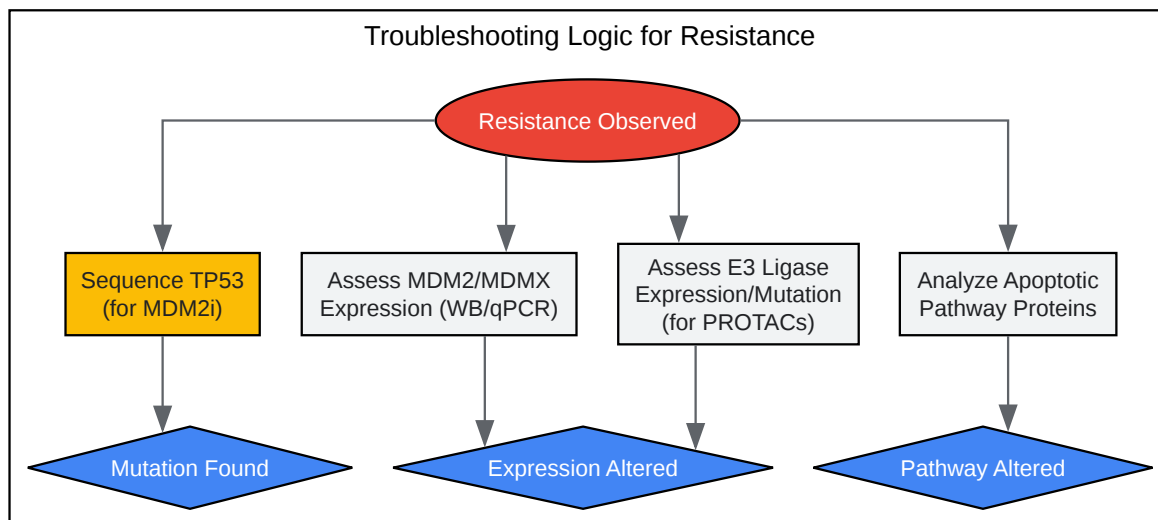 Troubleshooting Logic for Resistance
Resistance Observed
Sequence TP53
(for MDM2i)
Assess MDM2/MDMX
Expression (WB/qPCR)
Assess E3 Ligase
Expression/Mutation
(for PROTACs)
Analyze Apoptotic
Pathway Proteins
Mutation Found
Expression Altered
Pathway Altered